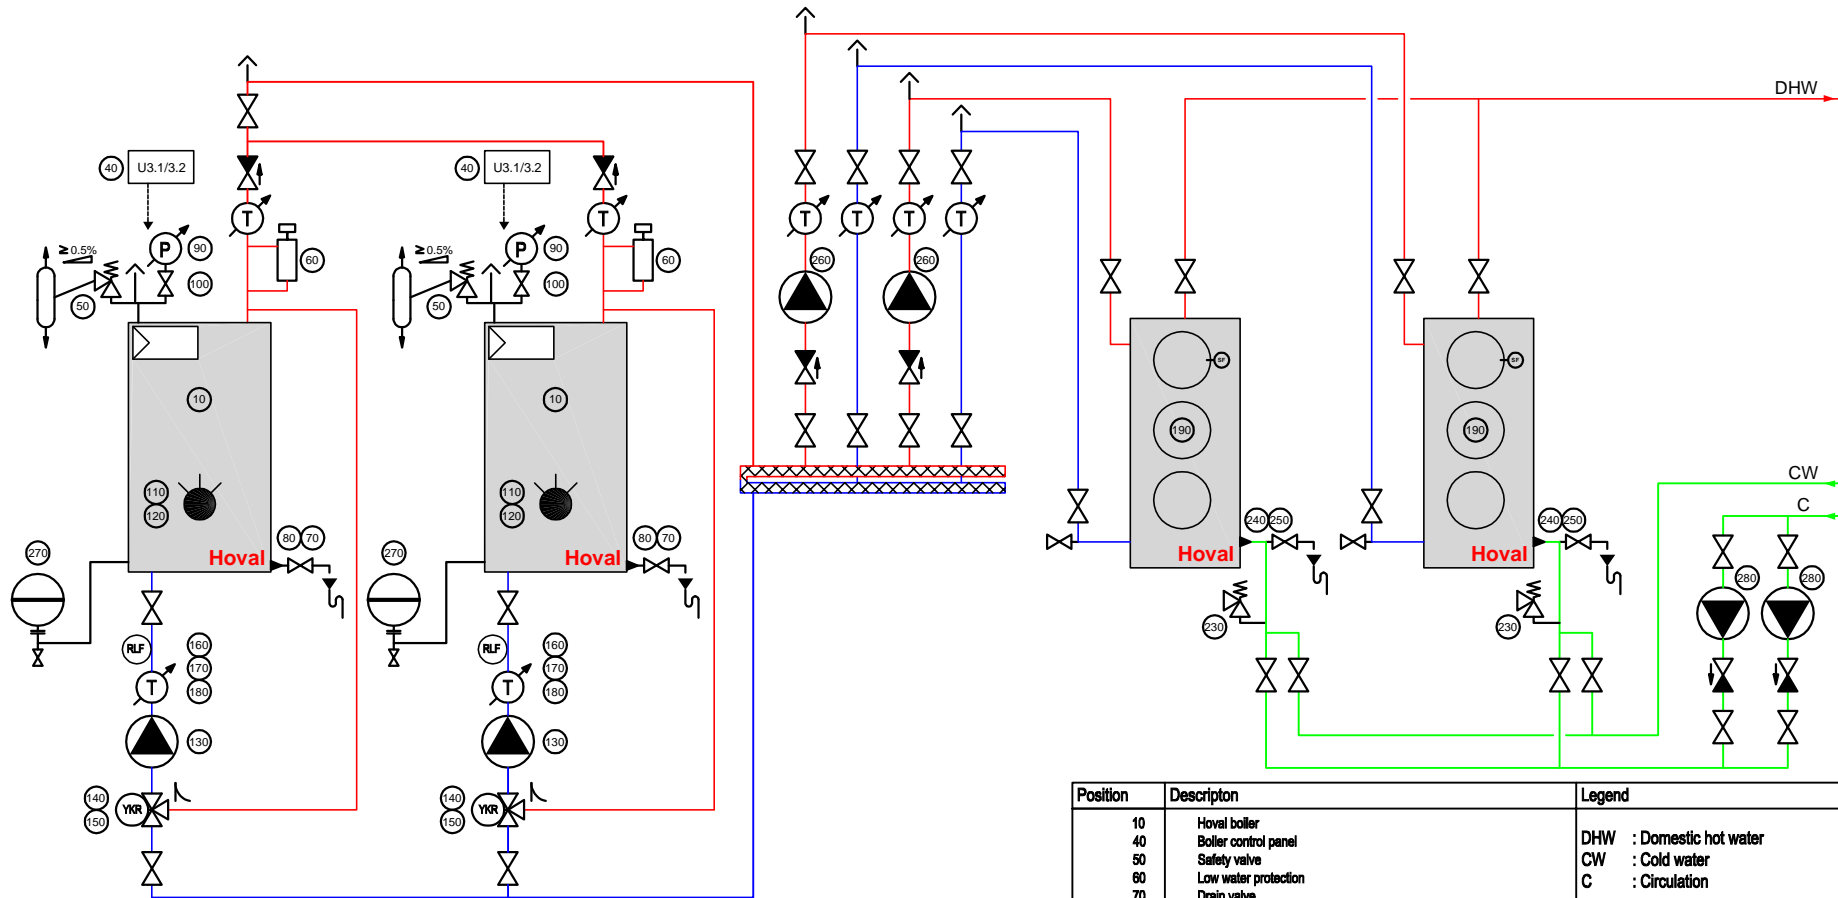 DHW
40 U3.1/3.2
40 U3.1/3.2
T
T
T
T
T
T
P
90
P
90
≥0.5%
≥0.5%
60
60
260
260
100
100
50
50
SF
SF
10
10
190
190
CW
110
110
120
120
C
240 250
240 250
80 70
80 70
Hoval
Hoval
Hoval
Hoval
270
270
280
280
230
230
RLF
160
RLF
160
170
170
T
180
T
180
130
130
140
YKR
140
YKR
150
150
Position Descripton Legend
10 Hoval boiler
40 Boiler control panel
50 Safety valve
60 Low water protection
70 Drain valve
DHW : Domestic hot water
CW : Cold water
C : Circulation